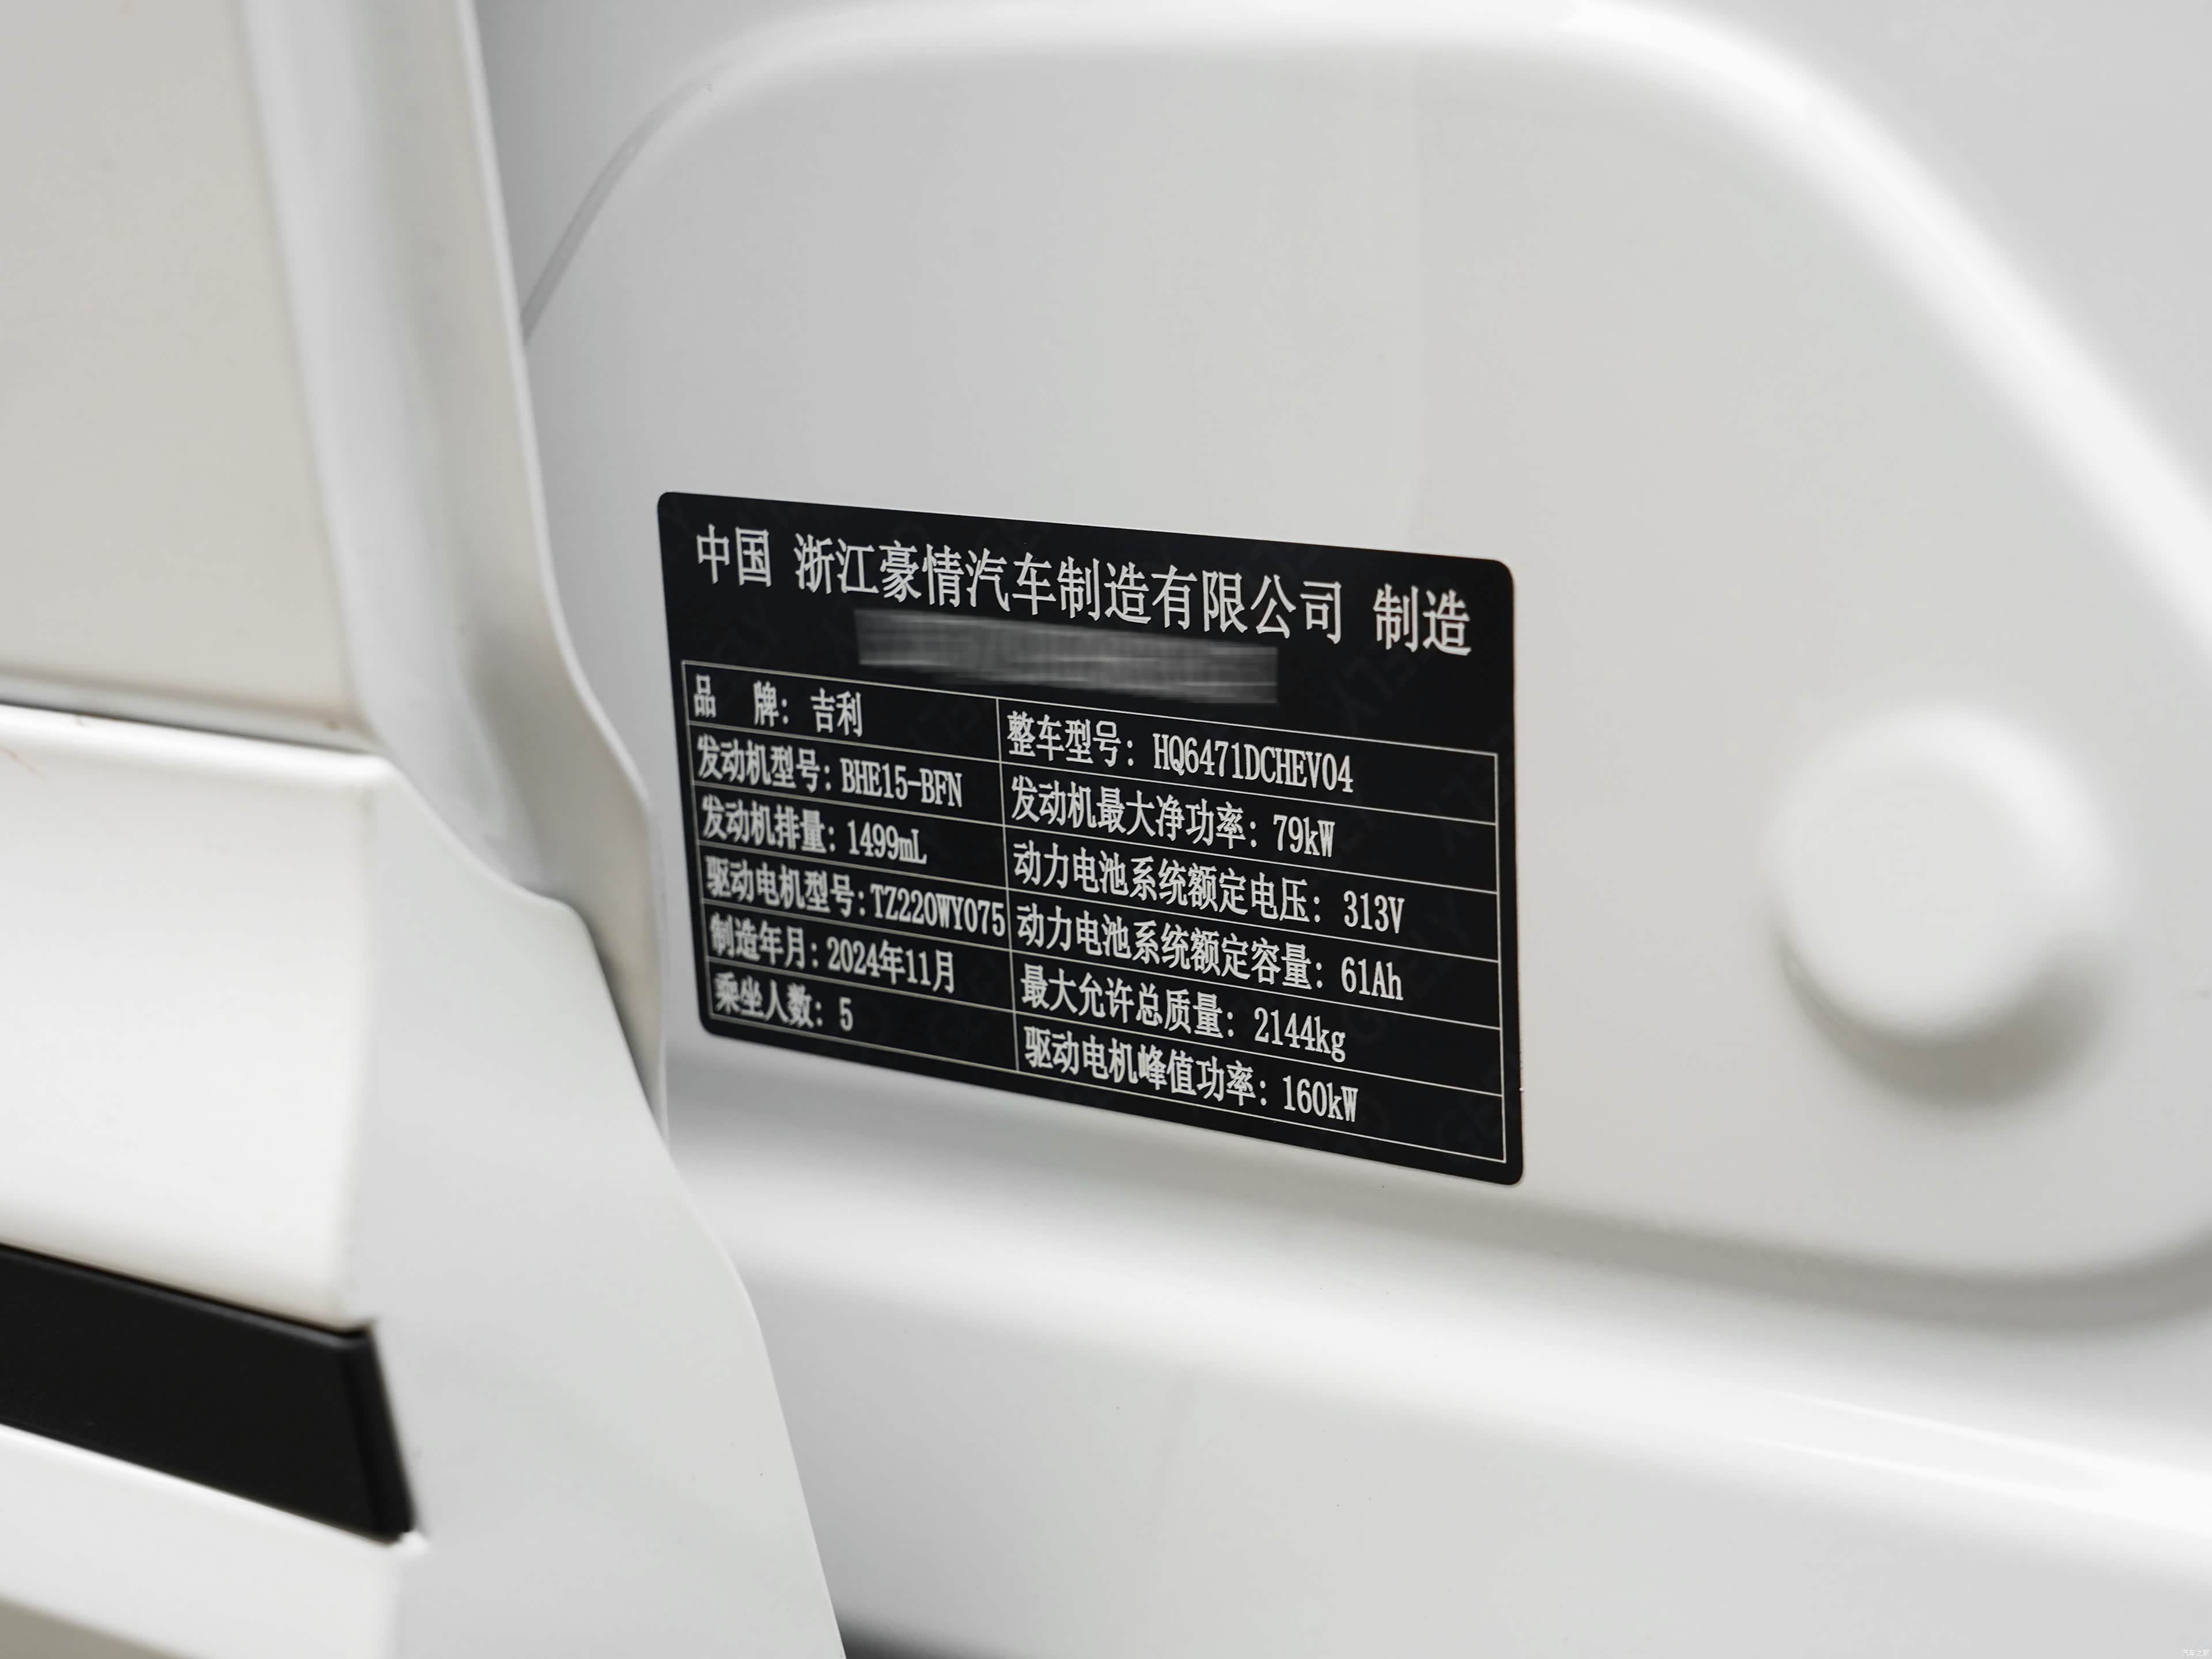 中国 浙江豪情汽车制造有限公司 制造
品 牌: 吉利 整车型号: HQ6471DCHEV04
发动机型号: BHE15-BFN 发动机最大净功率: 79kW
发动机排量: 1499mL 动力电池系统额定电压: 313V
驱动电机型号: TZ220WY075 动力电池系统额定容量: 61Ah
制造年月: 2024年11月 最大允许总质量: 2144kg
乘坐人数: 5 驱动电机峰值功率: 160kW
汽车之家